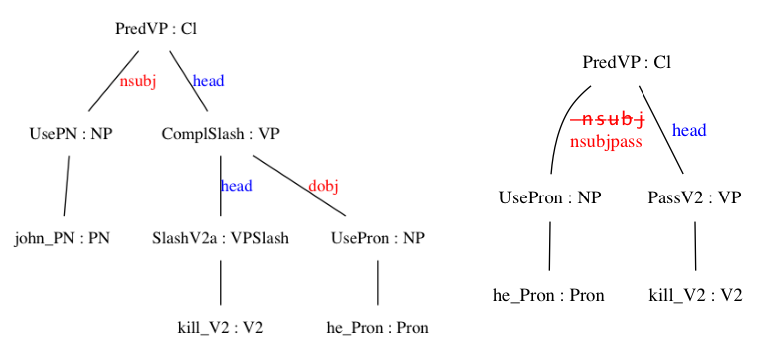 PredVP : Cl
nsubj head
UsePN : NP ComplSlash : VP
head dobj
john_PN : PN SlashV2a : VPSlash UsePron : NP
kill_V2 : V2 he_Pron : Pron
PredVP : Cl
nsubj
nsubjpass head
UsePron : NP PassV2 : VP
he_Pron : Pron kill_V2 : V2